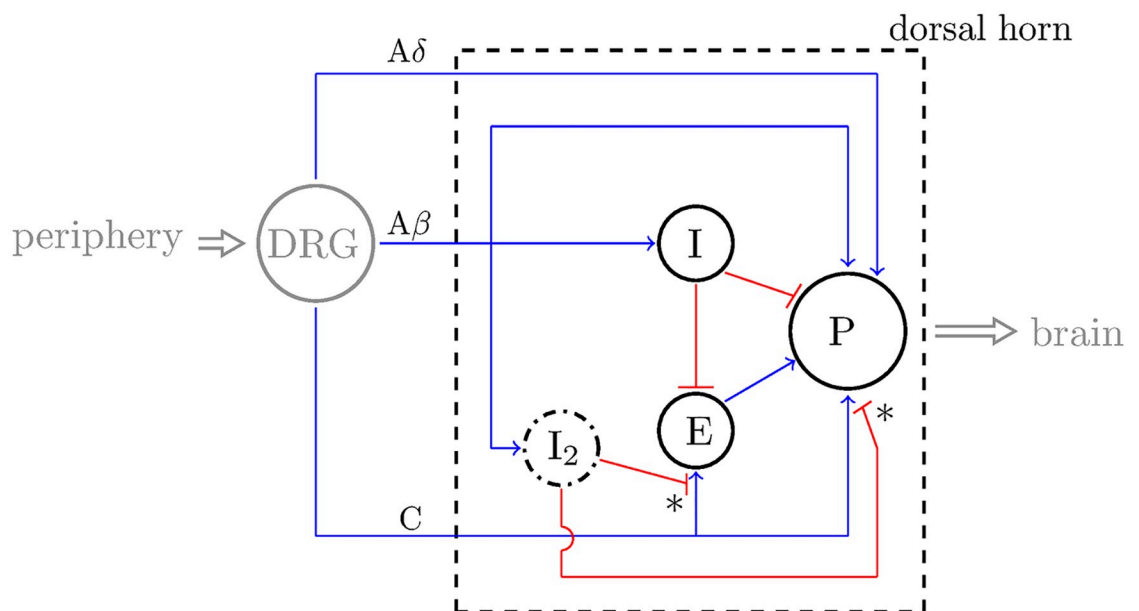 dorsal horn
Aδ
periphery
DRG
Aβ
I
P
brain
E
*
I₂
*
C